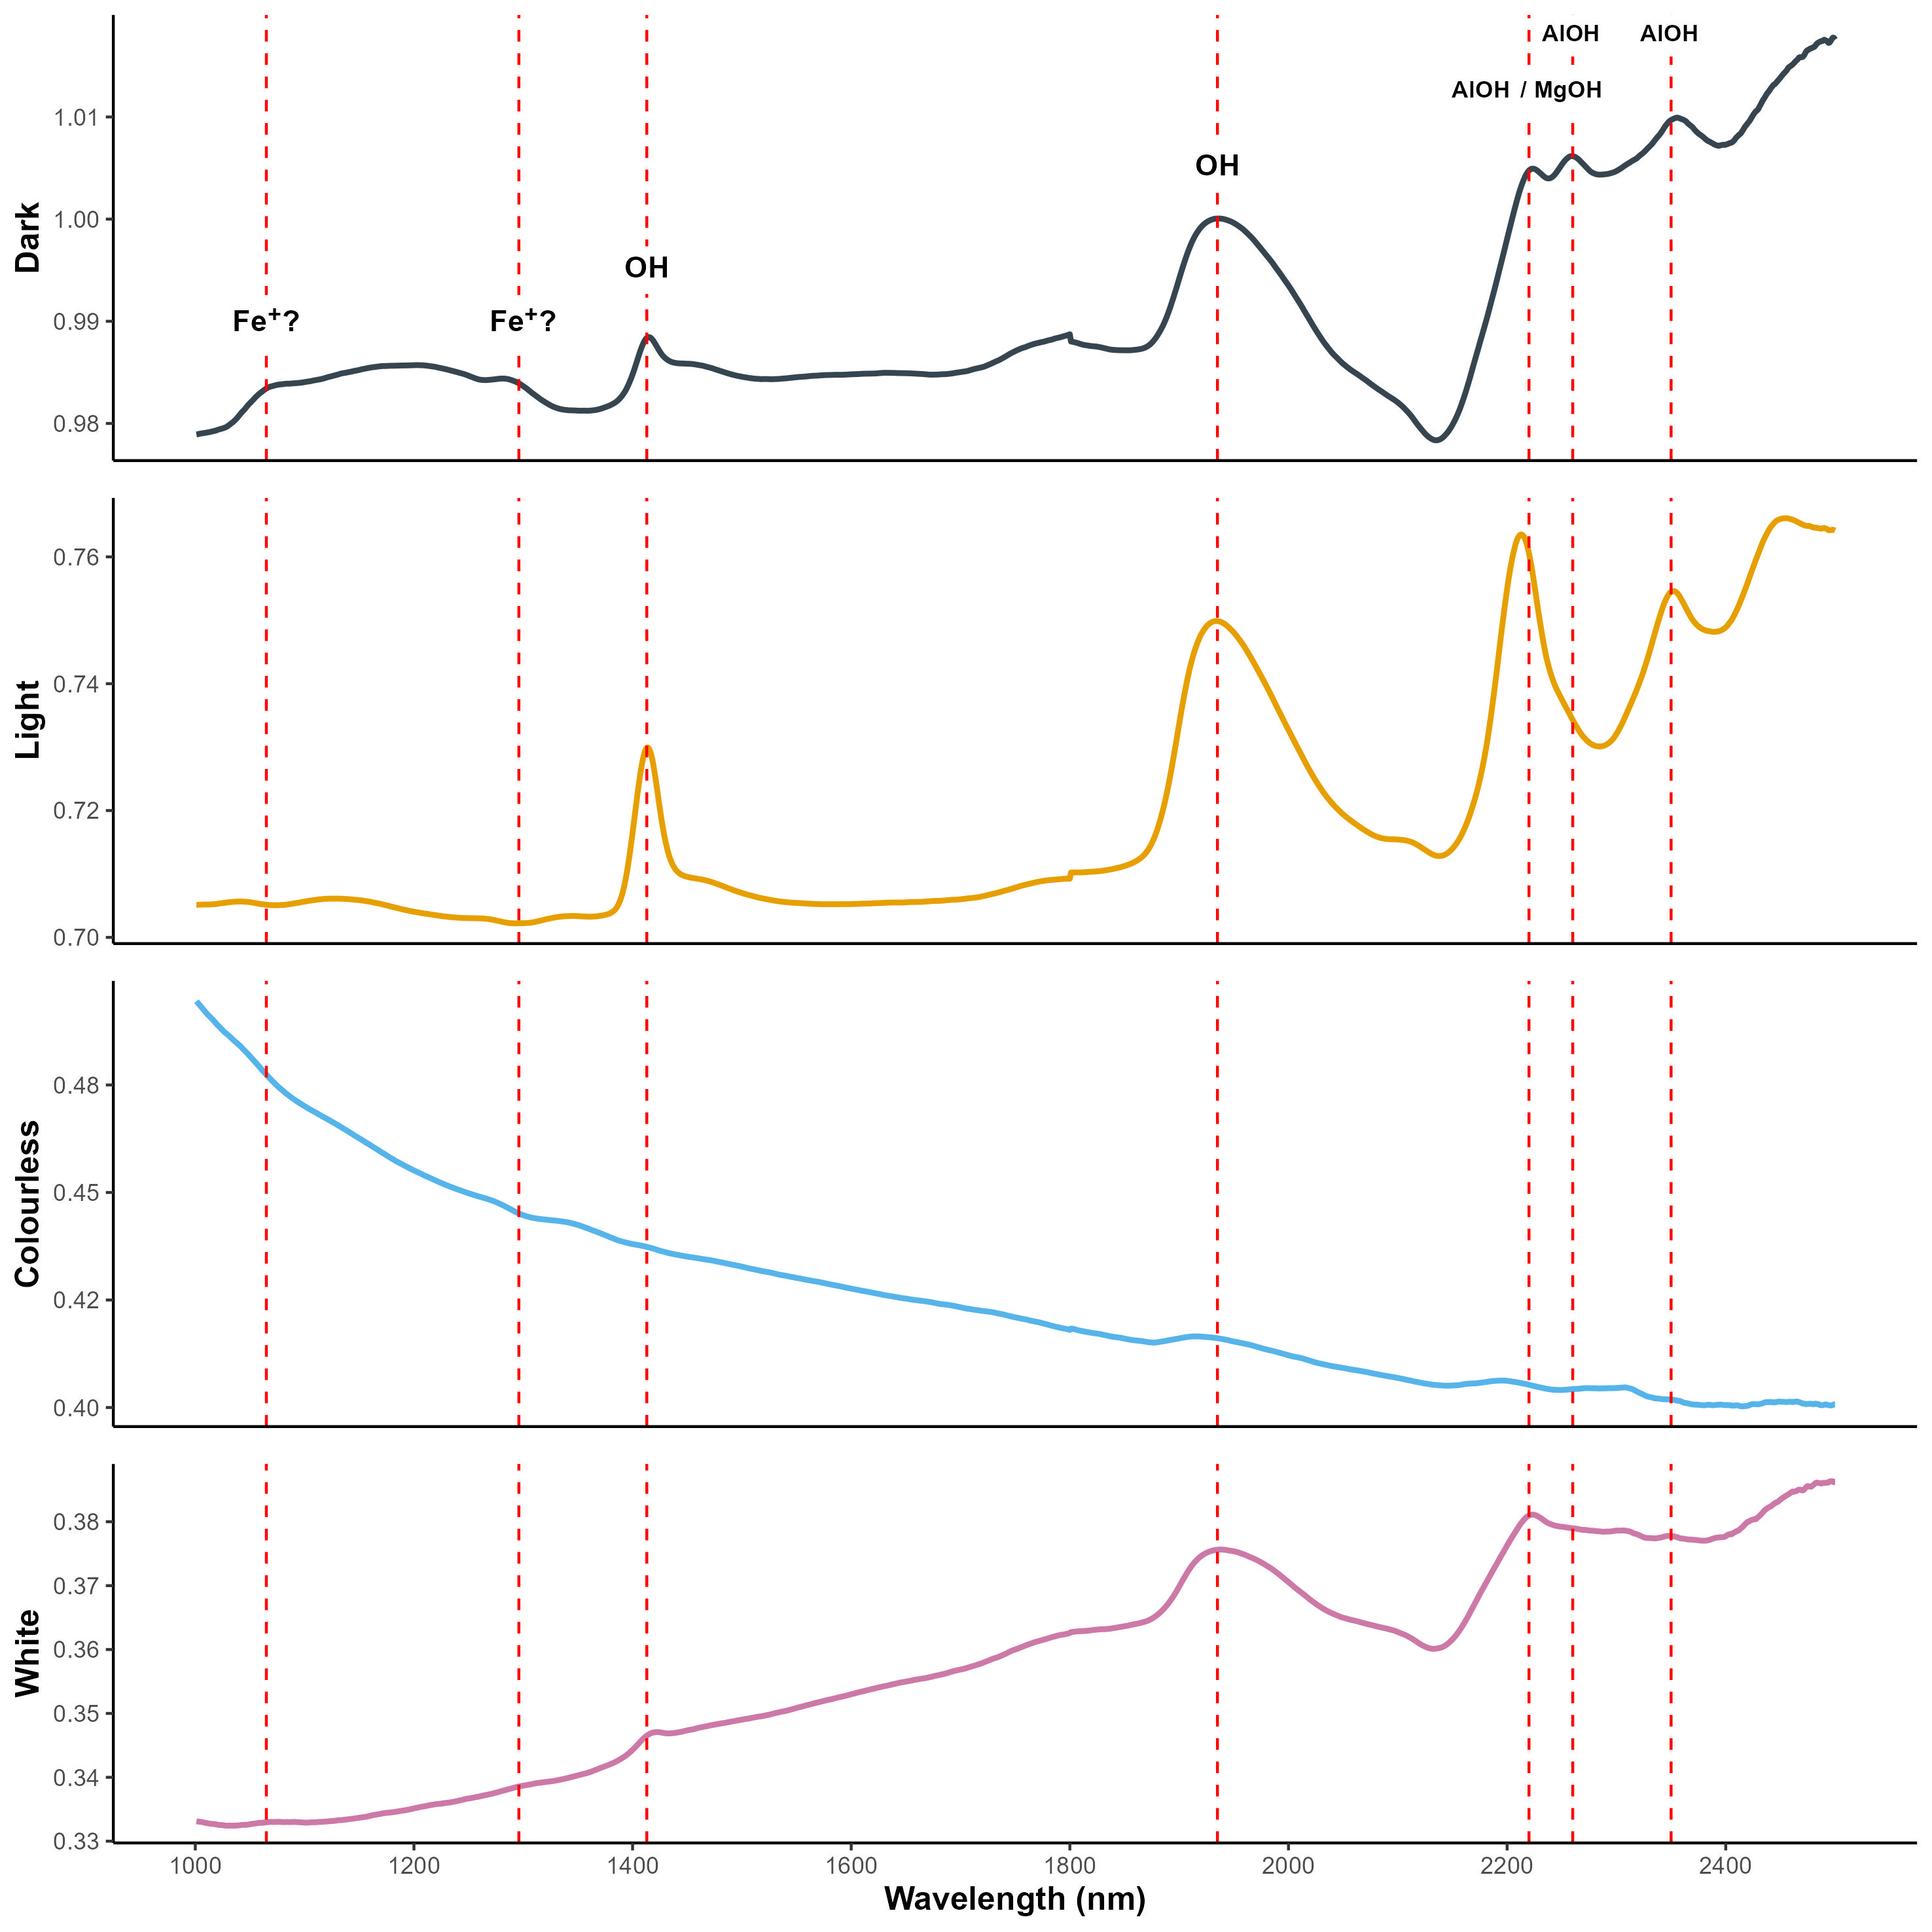 AlOH AlOH
AlOH / MgOH
1.01
OH
1.00
OH
Fe⁺? Fe⁺?
0.99
0.98
Dark
0.76
0.74
0.72
0.70
Light
0.48
0.45
0.42
0.40
Colourless
0.38
0.37
0.36
0.35
0.34
0.33
White
1000 1200 1400 1600 1800 2000 2200 2400
Wavelength (nm)